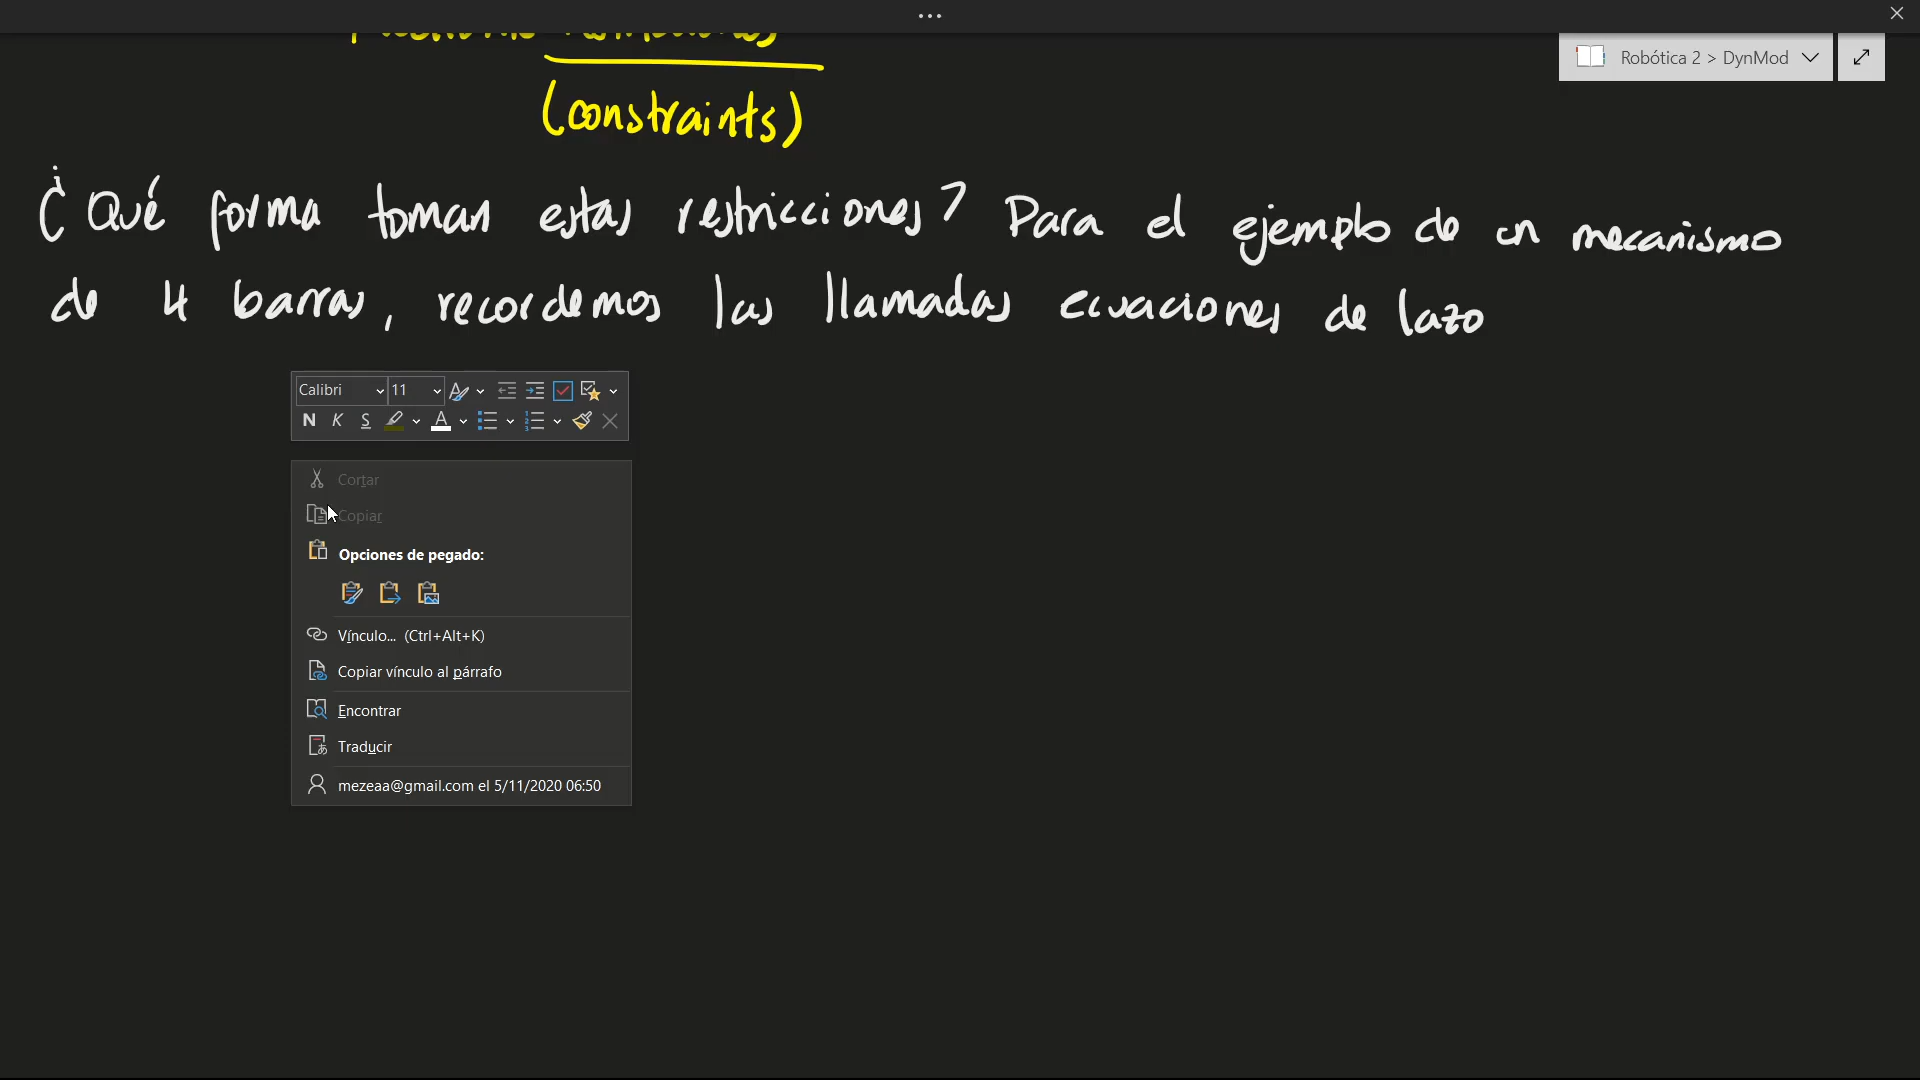 Robótica 2 > DynMod
(constraints)
¿Qué forma toman estas restricciones? Para el ejemplo de un mecanismo
de 4 barras, recordemos las llamadas ecuaciones de lazo
Calibri 11
N K S
Cortar
Copiar
Opciones de pegado:
Vínculo... (Ctrl+Alt+K)
Copiar vínculo al párrafo
Encontrar
Traducir
mezeaa@gmail.com el 5/11/2020 06:50